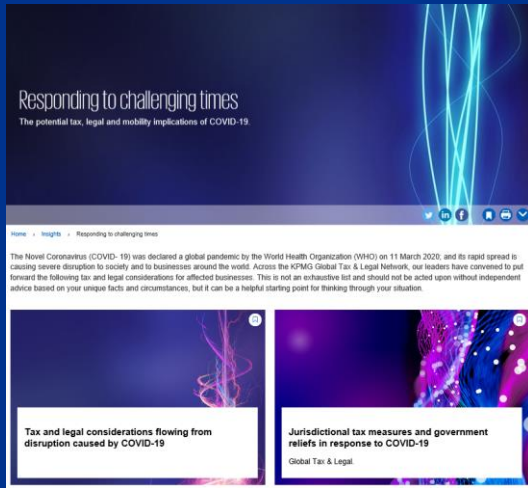 Responding to challenging times
The potential tax, legal and mobility implications of COVID-19.
in f
Home › Insights › Responding to challenging times
The Novel Coronavirus (COVID- 19) was declared a global pandemic by the World Health Organization (WHO) on 11 March 2020; and its rapid spread is
causing severe disruption to society and to businesses around the world. Across the KPMG Global Tax & Legal Network, our leaders have convened to put
forward the following tax and legal considerations for affected businesses. This is not an exhaustive list and should not be acted upon without independent
advice based on your unique facts and circumstances, but it can be a helpful starting point for thinking through your situation.
Tax and legal considerations flowing from
disruption caused by COVID-19
Jurisdictional tax measures and government
reliefs in response to COVID-19
Global Tax & Legal